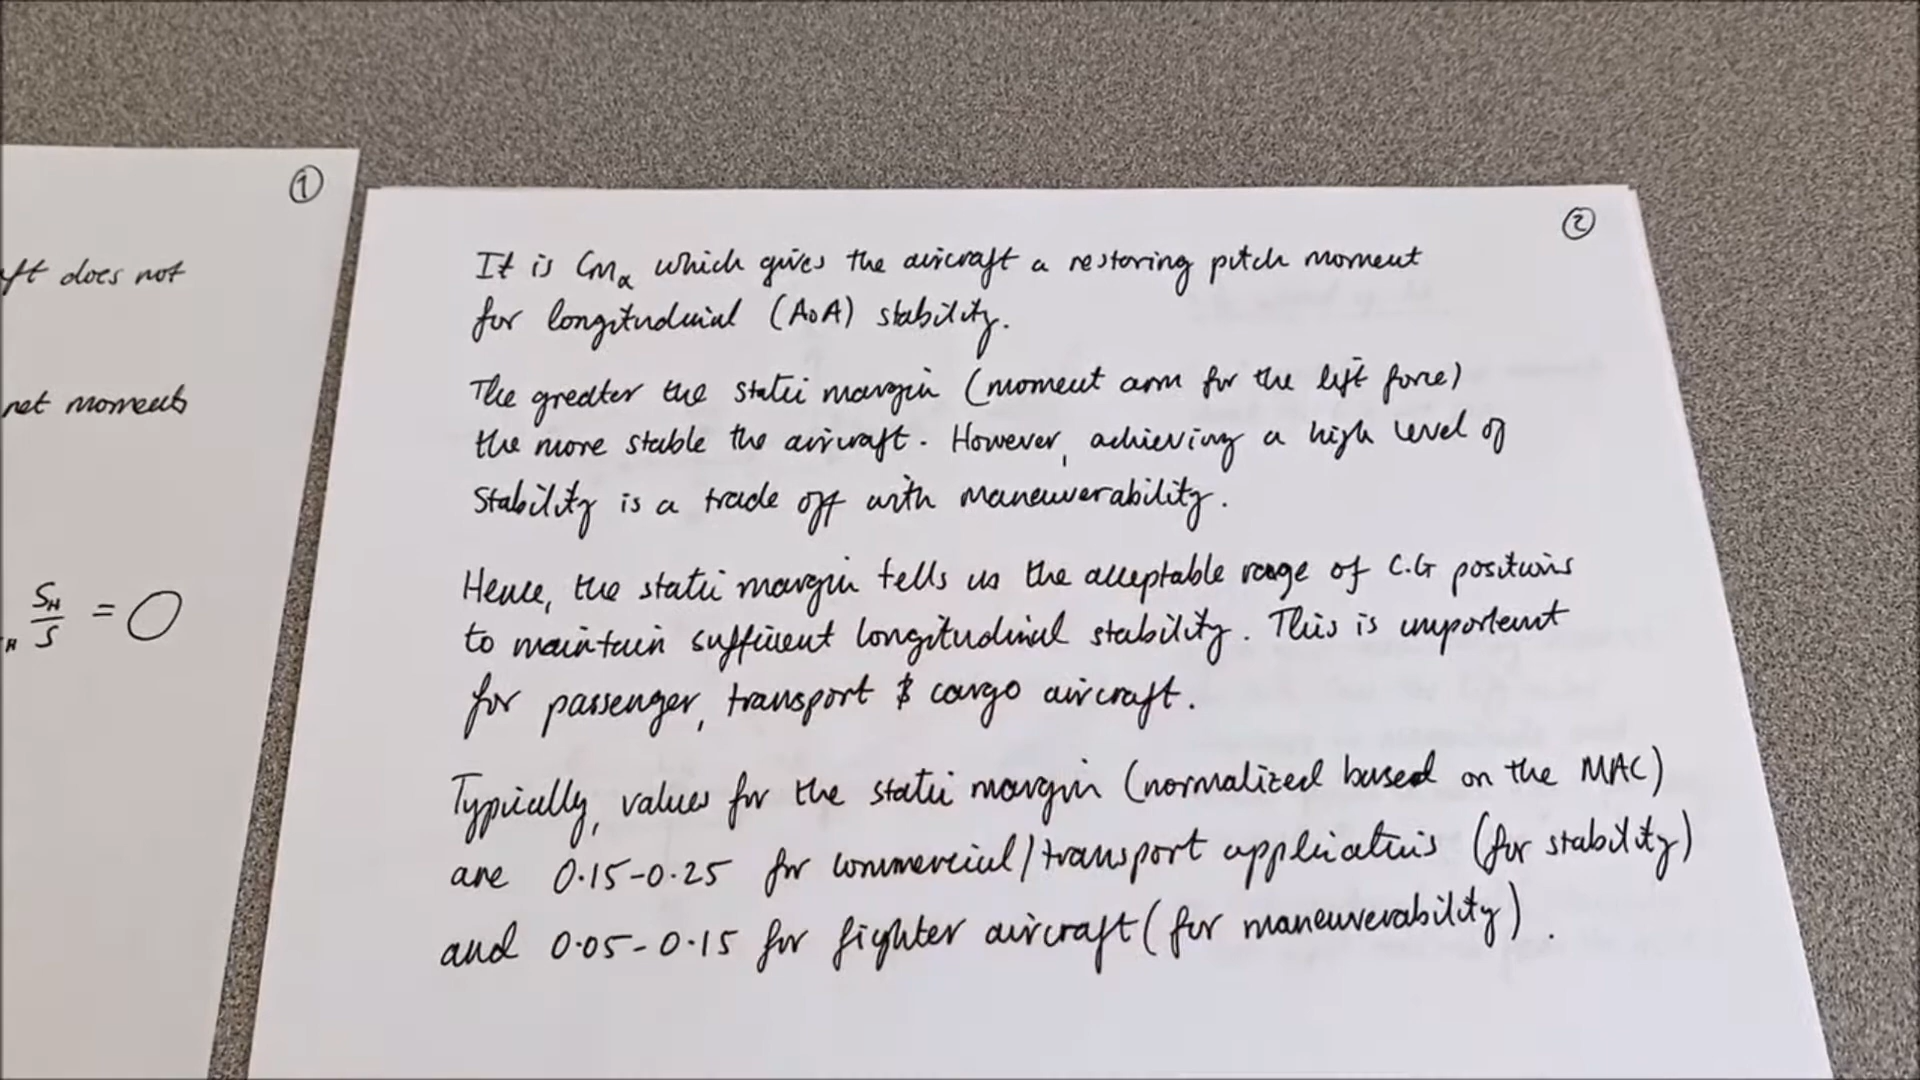 ①
ft does not
net moments
H S_H/S = 0
②
It is Cm_α which gives the aircraft a restoring pitch moment
for longitudinal (AoA) stability.
The greater the static margin (moment arm for the lift force)
the more stable the aircraft. However, achieving a high level of
Stability is a trade off with maneuverability.
Hence, the static margin tells us the acceptable range of C.G positions
to maintain sufficient longitudinal stability. This is important
for passenger, transport & cargo aircraft.
Typically, values for the static margin (normalized based on the MAC)
are 0.15-0.25 for commercial/transport applications (for stability)
and 0.05-0.15 for fighter aircraft (for maneuverability).